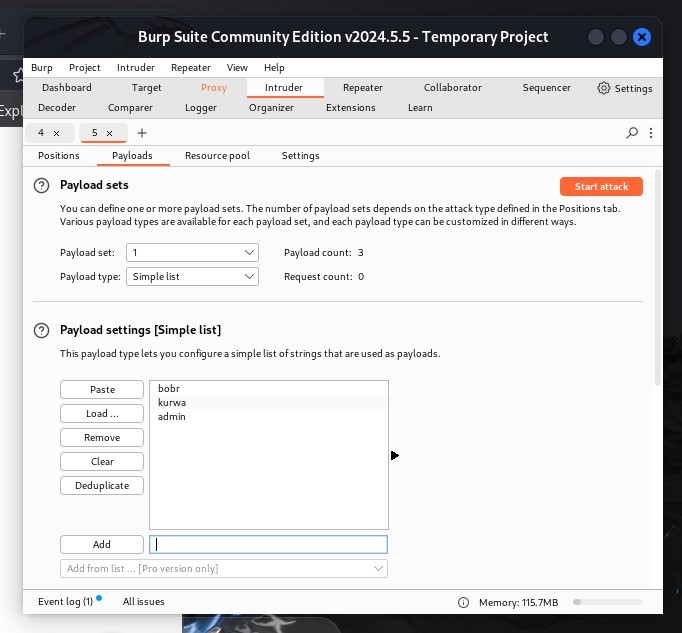 Burp Suite Community Edition v2024.5.5 - Temporary Project
Burp Project Intruder Repeater View Help
Dashboard Target Proxy Intruder Repeater Collaborator Sequencer Settings
Decoder Comparer Logger Organizer Extensions Learn
Expl
4 × 5 × +
Positions Payloads Resource pool Settings
? Payload sets Start attack
You can define one or more payload sets. The number of payload sets depends on the attack type defined in the Positions tab.
Various payload types are available for each payload set, and each payload type can be customized in different ways.
Payload set: 1 Payload count: 3
Payload type: Simple list Request count: 0
? Payload settings [Simple list]
This payload type lets you configure a simple list of strings that are used as payloads.
Paste
Load ...
Remove
Clear
Deduplicate
bobr
kurwa
admin
Add
Add from list ... [Pro version only]
Event log (1) All issues Memory: 115.7MB